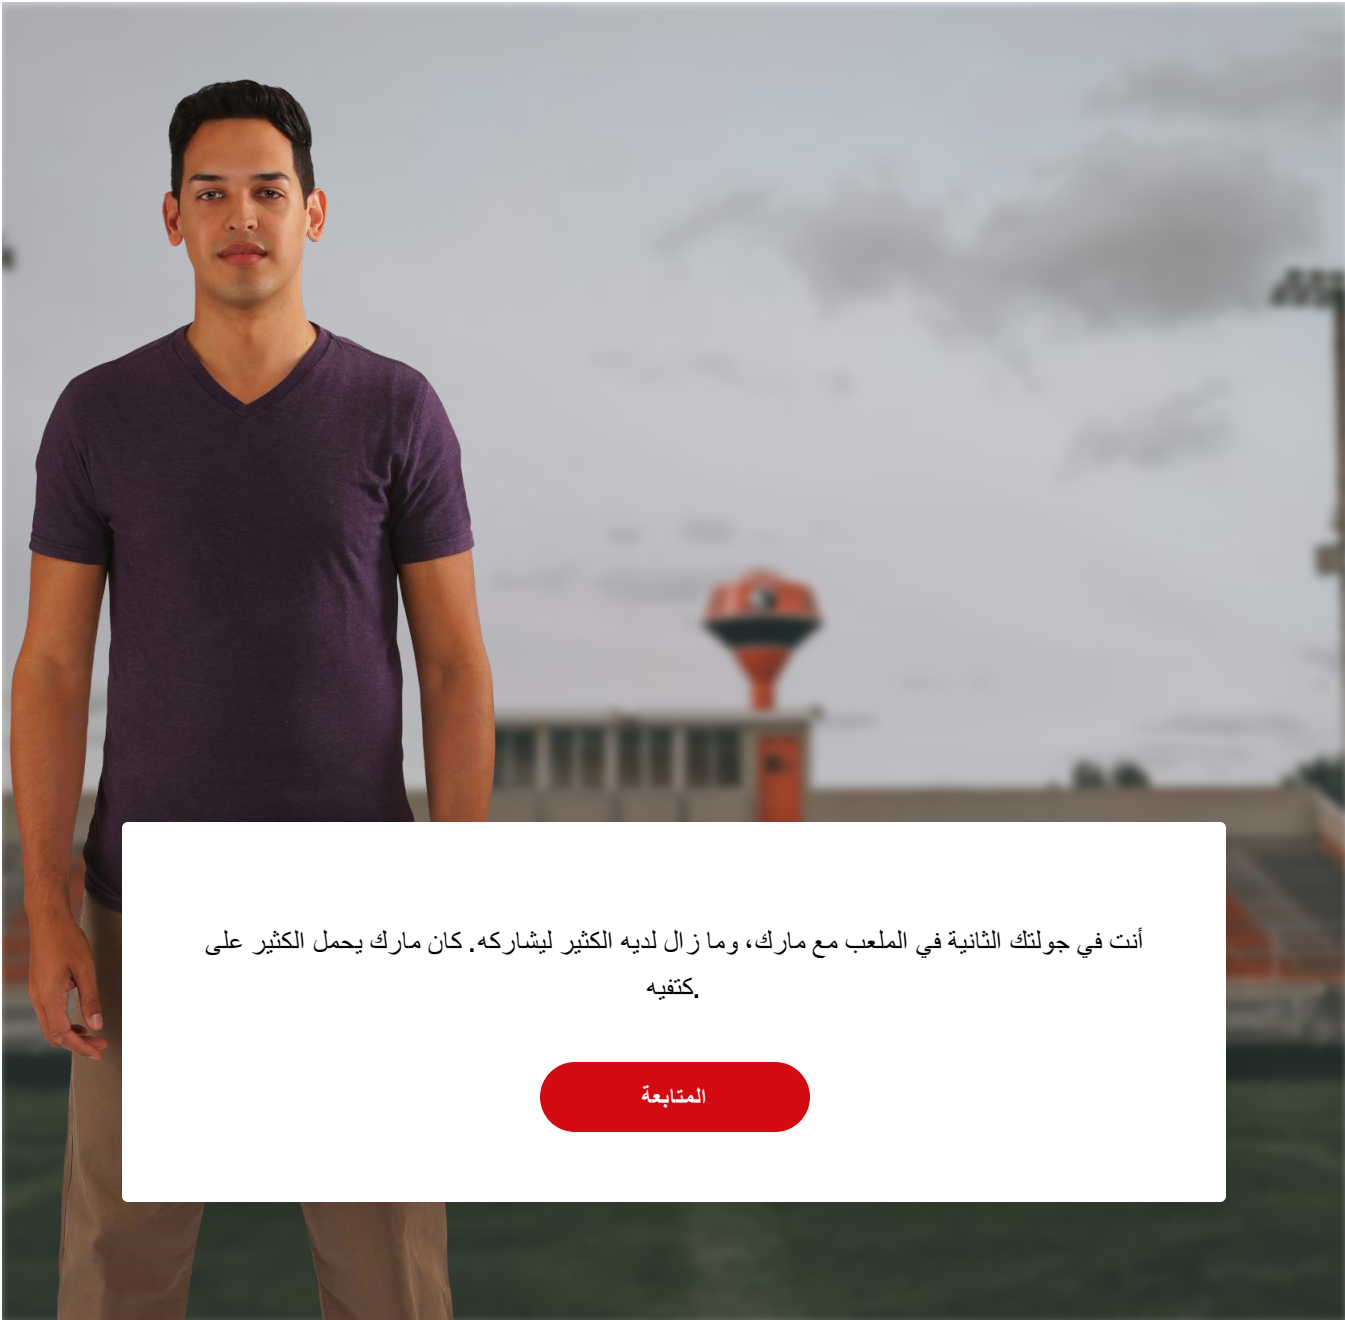 أنت في جولتك الثانية في الملعب مع مارك، وما زال لديه الكثير ليشاركه. كان مارك يحمل الكثير على
كتفيه.
المتابعة